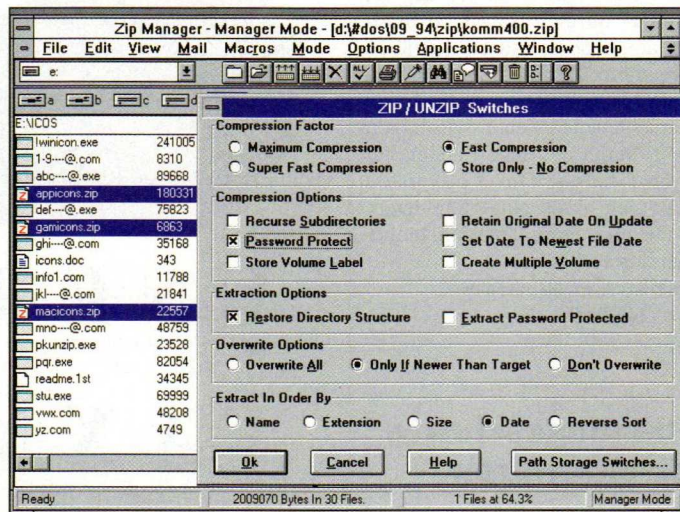 Zip Manager - Manager Mode - [d:\#dos\09_94\zip\komm400.zip]
File Edit View Mail Macros Mode Options Applications Window Help
e:
a b c d
ZIP / UNZIP Switches
E:\ICOS
!winicon.exe 241005
1-9----@.com 8310
abc----@.exe 89668
appicons.zip 180331
def----@.exe 75823
gamicons.zip 6863
ghi----@.com 35168
icons.doc 343
info1.com 11788
jkl----@.com 21841
macicons.zip 22557
mno----@.com 48759
pkunzip.exe 23528
pqr.exe 82054
readme.1st 34345
stu.exe 69999
vwx.com 48208
yz.com 4749
Compression Factor
Maximum Compression Fast Compression
Super Fast Compression Store Only - No Compression
Compression Options
Recurse Subdirectories Retain Original Date On Update
Password Protect Set Date To Newest File Date
Store Volume Label Create Multiple Volume
Extraction Options
Restore Directory Structure Extract Password Protected
Overwrite Options
Overwrite All Only If Newer Than Target Don't Overwrite
Extract In Order By
Name Extension Size Date Reverse Sort
Ok Cancel Help Path Storage Switches...
Ready 2009070 Bytes In 30 Files. 1 Files at 64.3% Manager Mode